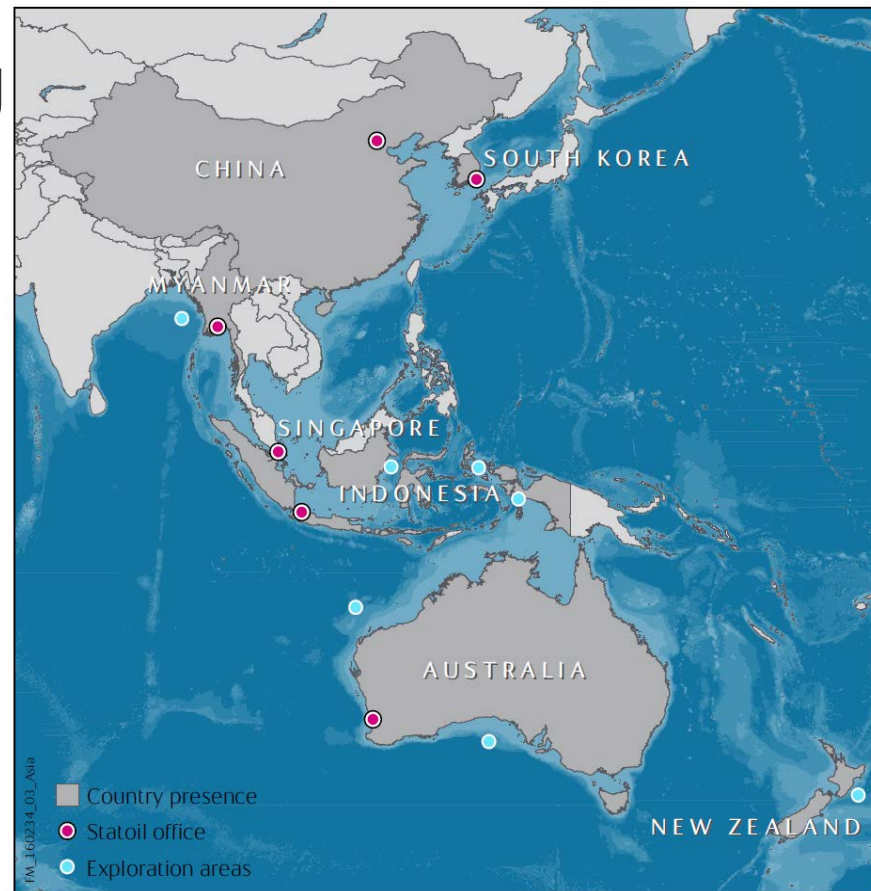 CHINA
SOUTH KOREA
MYANMAR
SINGAPORE
INDONESIA
AUSTRALIA
NEW ZEALAND
Country presence
Statoil office
Exploration areas
FM_160234_03_Asia